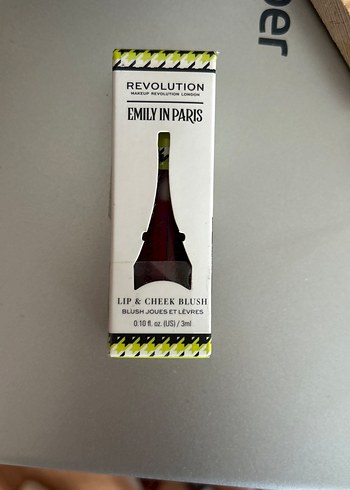 REVOLUTION
MAKEUP REVOLUTION LONDON
EMILY IN PARIS
LIP & CHEEK BLUSH
BLUSH JOUES ET LÈVRES
0.10 fl. oz. (US) / 3ml
per